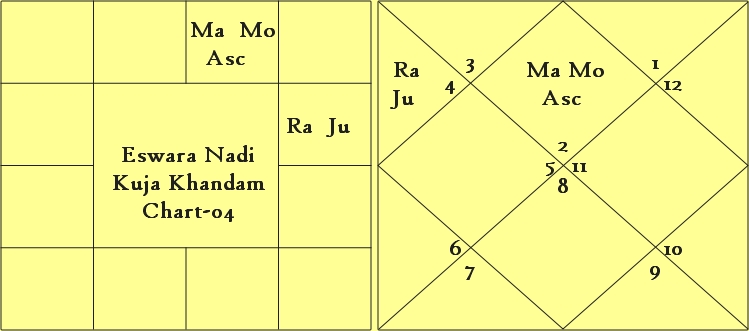 Ma Mo
Asc
Ra Ju
Eswara Nadi
Kuja Khandam
Chart-04
3
1
Ra
Ju
4
Ma Mo
Asc
12
2
5
11
8
6
10
7
9